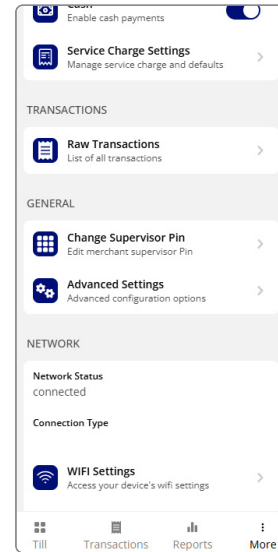 Cash
Enable cash payments
Service Charge Settings
Manage service charge and defaults
TRANSACTIONS
Raw Transactions
List of all transactions
GENERAL
Change Supervisor Pin
Edit merchant supervisor Pin
Advanced Settings
Advanced configuration options
NETWORK
Network Status
connected
Connection Type
WIFI Settings
Access your device's wifi settings
Till Transactions Reports More